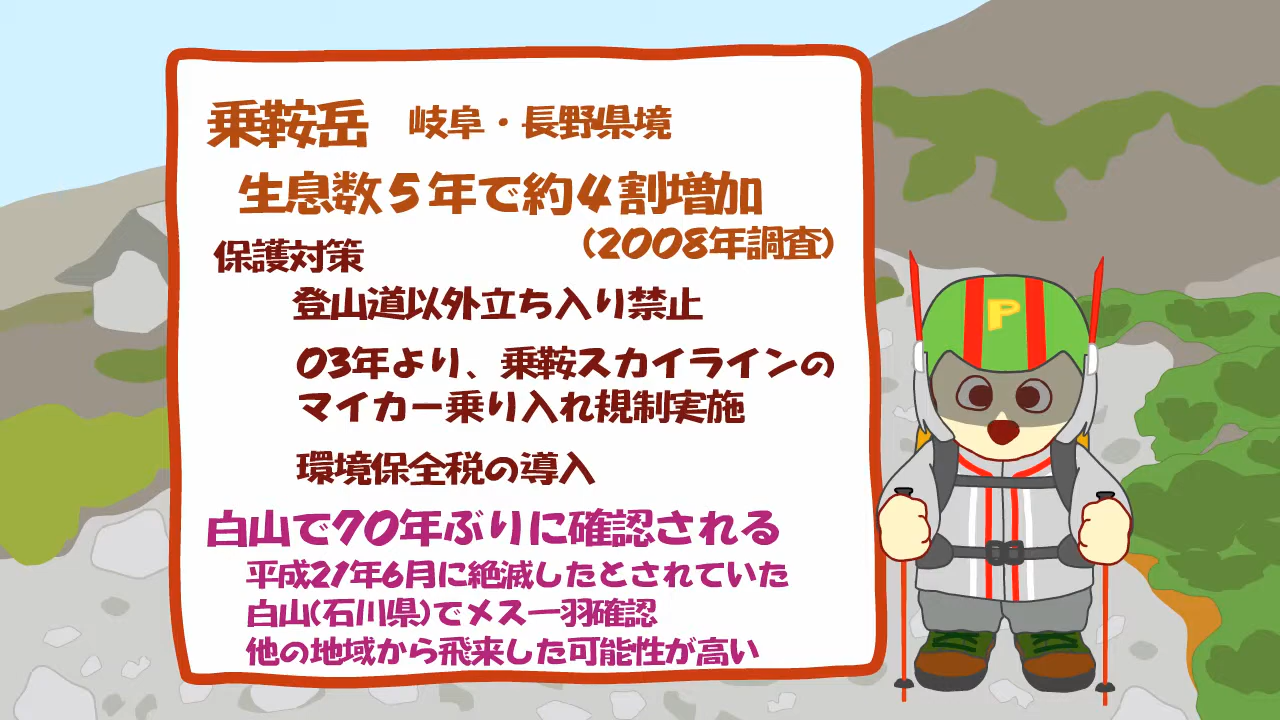 乗鞍岳 岐阜・長野県境
生息数５年で約４割増加
(2008年調査)
保護対策
登山道以外立ち入り禁止
03年より、乗鞍スカイラインの
マイカー乗り入れ規制実施
環境保全税の導入
白山で70年ぶりに確認される
平成21年6月に絶滅したとされていた
白山(石川県)でメス一羽確認
他の地域から飛来した可能性が高い
P